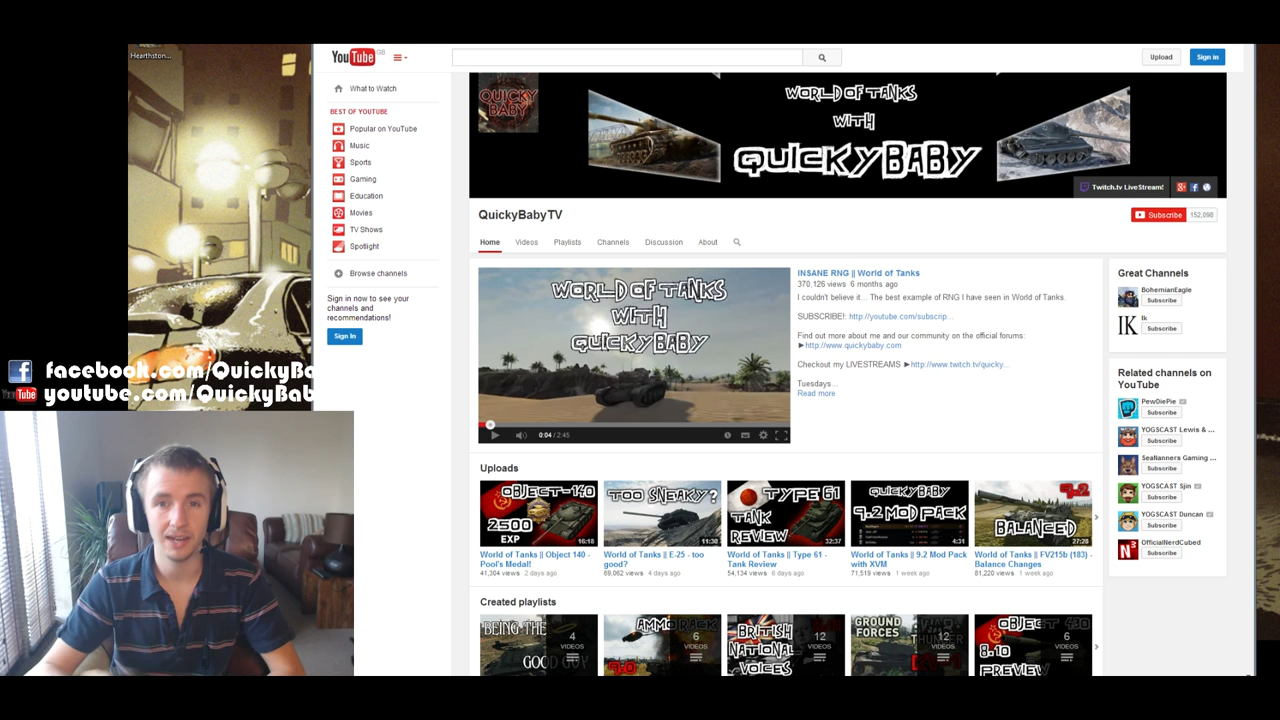 Hearthston...
YouTube GB
Upload
Sign in
What to Watch
BEST OF YOUTUBE
Popular on YouTube
Music
Sports
Gaming
Education
Movies
TV Shows
Spotlight
Browse channels
Sign in now to see your
channels and
recommendations!
Sign In
facebook.com/QuickyBa
youtube.com/QuickyBab
QUICKY
BABY
WORLD OF TANKS
WITH
QUICKYBABY
Twitch.tv LiveStream!
QuickyBabyTV
Subscribe 152,098
Home Videos Playlists Channels Discussion About
WORLD OF TANKS
WITH
QUICKYBABY
0:04 / 2:45
INSANE RNG || World of Tanks
370,126 views 6 months ago
I couldn't believe it... The best example of RNG I have seen in World of Tanks.
SUBSCRIBE!: http://youtube.com/subscrip...
Find out more about me and our community on the official forums:
►http://www.quickybaby.com
Checkout my LIVESTREAMS ►http://www.twitch.tv/quicky...
Tuesdays...
Read more
Uploads
OBJECT-140
2500
EXP
16:18
World of Tanks || Object 140 -
Pool's Medal!
41,304 views 2 days ago
TOO SNEAKY?
11:30
World of Tanks || E-25 - too
good?
69,062 views 4 days ago
TYPE 61
TANK
REVIEW
32:37
World of Tanks || Type 61 -
Tank Review
54,134 views 6 days ago
QUICKYBABY
9.2 MOD PACK
4:31
World of Tanks || 9.2 Mod Pack
with XVM
71,519 views 1 week ago
9.2
BALANCED
27:28
World of Tanks || FV215b (183) -
Balance Changes
81,220 views 1 week ago
Created playlists
BEING THE
GOOD GUY
4
VIDEOS
AMMO RACK
9.0
6
VIDEOS
BRITISH
NATIONAL
VOICES
12
VIDEOS
GROUND
FORCES
WAR
THUNDER
12
VIDEOS
OBJECT 430
8.10
PREVIEW
6
VIDEOS
Great Channels
BohemianEagle
Subscribe
IK
Ik
Subscribe
Related channels on
YouTube
PewDiePie
Subscribe
YOGSCAST Lewis & ...
Subscribe
SeaNanners Gaming ...
Subscribe
YOGSCAST Sjin
Subscribe
YOGSCAST Duncan
Subscribe
OfficialNerdCubed
Subscribe